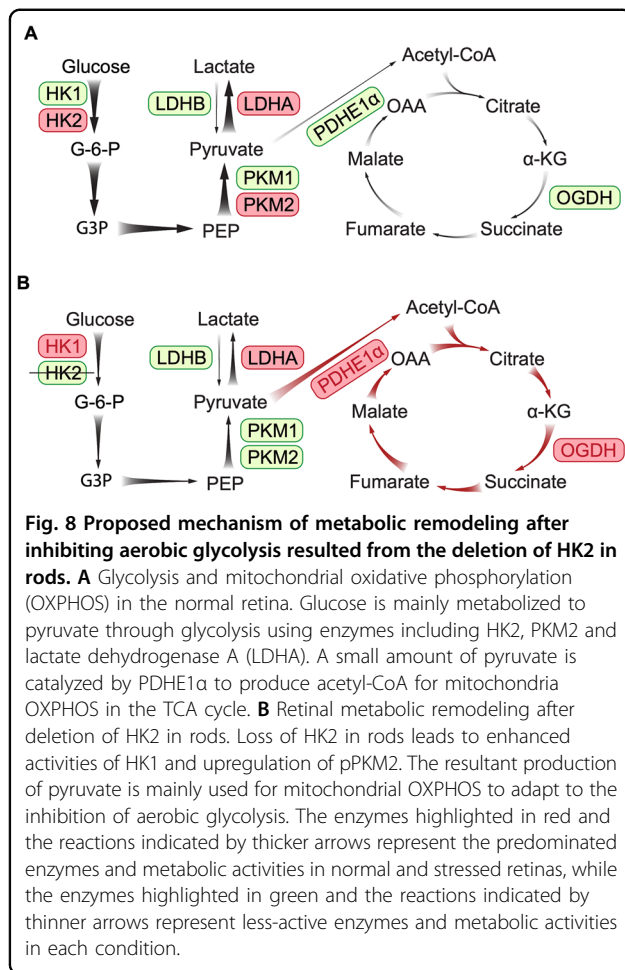 A
Glucose
Lactate
Acetyl-CoA
HK1
HK2
LDHB
LDHA
PDHE1α
OAA
Citrate
G-6-P
Pyruvate
Malate
α-KG
PKM1
PKM2
OGDH
G3P
PEP
Fumarate
Succinate
B
Glucose
Lactate
Acetyl-CoA
HK1
HK2
LDHB
LDHA
PDHE1α
OAA
Citrate
G-6-P
Pyruvate
Malate
α-KG
PKM1
PKM2
OGDH
G3P
PEP
Fumarate
Succinate
Fig. 8 Proposed mechanism of metabolic remodeling after
inhibiting aerobic glycolysis resulted from the deletion of HK2 in
rods. A Glycolysis and mitochondrial oxidative phosphorylation
(OXPHOS) in the normal retina. Glucose is mainly metabolized to
pyruvate through glycolysis using enzymes including HK2, PKM2 and
lactate dehydrogenase A (LDHA). A small amount of pyruvate is
catalyzed by PDHE1α to produce acetyl-CoA for mitochondria
OXPHOS in the TCA cycle. B Retinal metabolic remodeling after
deletion of HK2 in rods. Loss of HK2 in rods leads to enhanced
activities of HK1 and upregulation of pPKM2. The resultant production
of pyruvate is mainly used for mitochondrial OXPHOS to adapt to the
inhibition of aerobic glycolysis. The enzymes highlighted in red and
the reactions indicated by thicker arrows represent the predominated
enzymes and metabolic activities in normal and stressed retinas, while
the enzymes highlighted in green and the reactions indicated by
thinner arrows represent less-active enzymes and metabolic activities
in each condition.